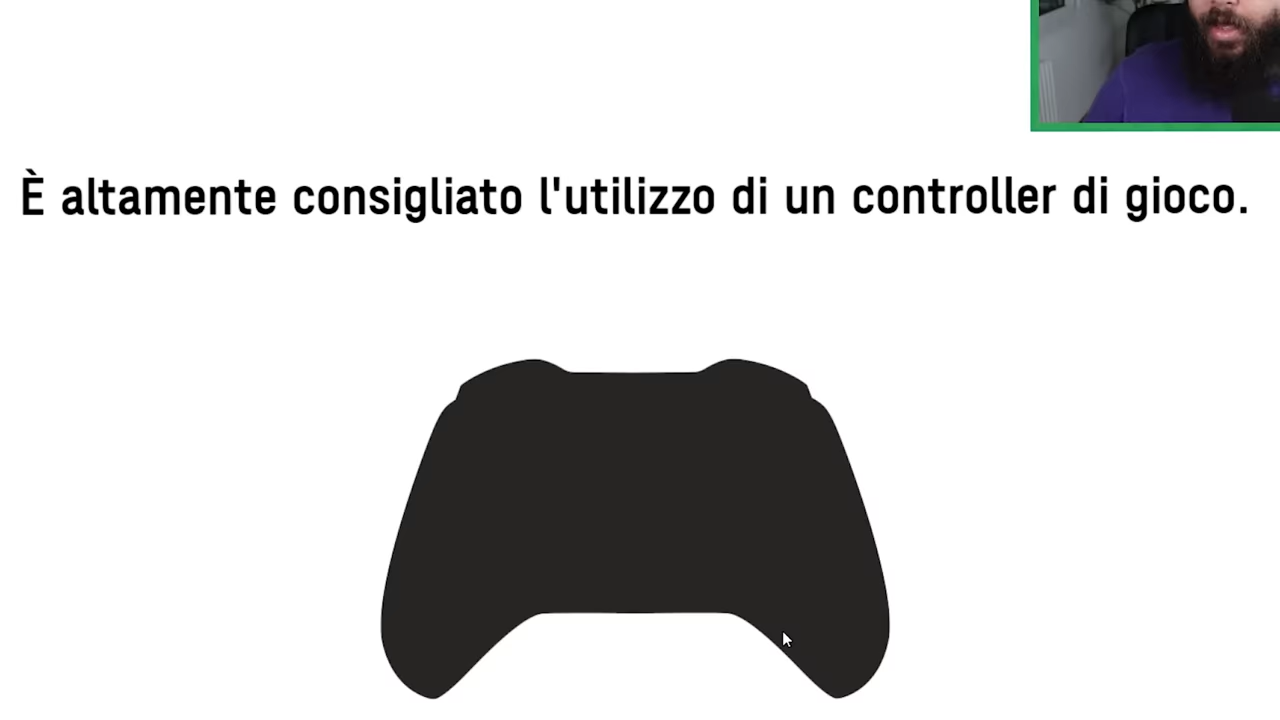 È altamente consigliato l'utilizzo di un controller di gioco.